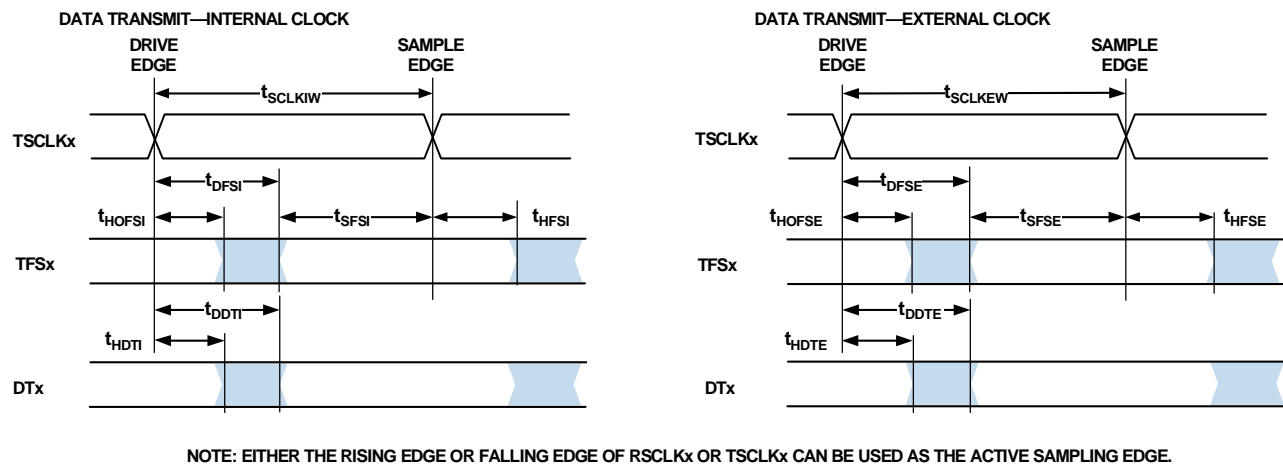 DATA TRANSMIT—INTERNAL CLOCK
DRIVE EDGE
SAMPLE EDGE
tSCLKIW
TSCLKx
tDFSI
tHOFSI
tSFSI
tHFSI
TFSx
tDDTI
tHDTI
DTx
DATA TRANSMIT—EXTERNAL CLOCK
DRIVE EDGE
SAMPLE EDGE
tSCLKEW
TSCLKx
tDFSE
tHOFSE
tSFSE
tHFSE
TFSx
tDDTE
tHDTE
DTx
NOTE: EITHER THE RISING EDGE OR FALLING EDGE OF RSCLKx OR TSCLKx CAN BE USED AS THE ACTIVE SAMPLING EDGE.